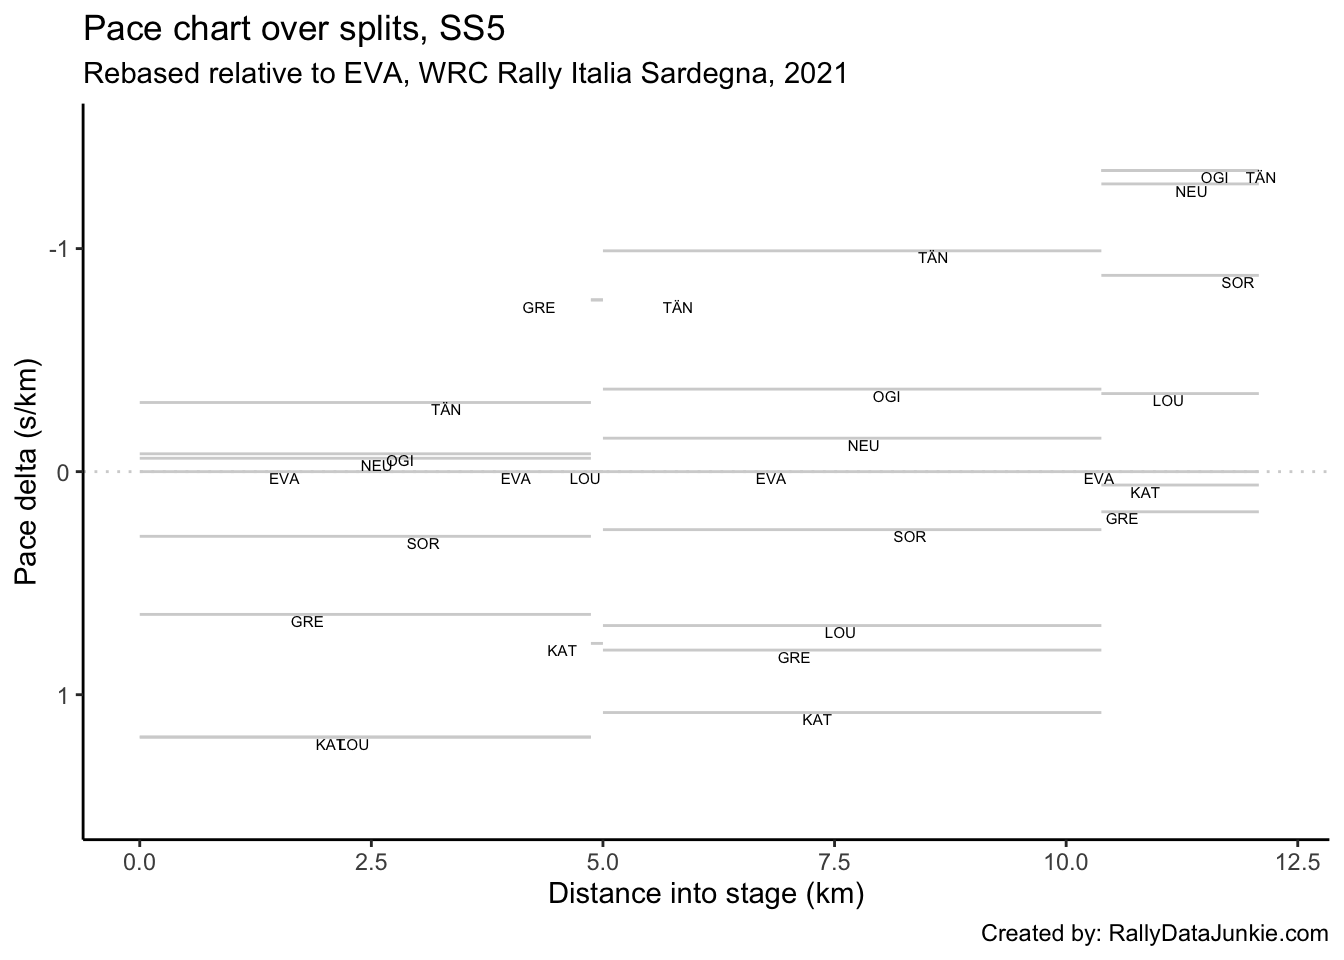 Pace chart over splits, SS5
Rebased relative to EVA, WRC Rally Italia Sardegna, 2021
OGI TÄN
NEU
-1
TÄN
SOR
GRE TÄN
TÄN
OGI
LOU
OGI
NEU
NEU
0
EVA EVA LOU EVA EVA
KAT
GRE
SOR
SOR
GRE
LOU
KAT
GRE
1
KAT
KAT LOU
0.0 2.5 5.0 7.5 10.0 12.5
Pace delta (s/km)
Distance into stage (km)
Created by: RallyDataJunkie.com